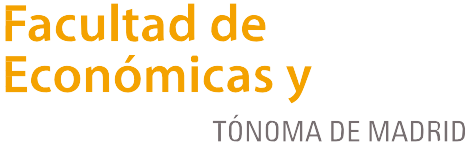 Facultad de
Económicas y
TÓNOMA DE MADRID